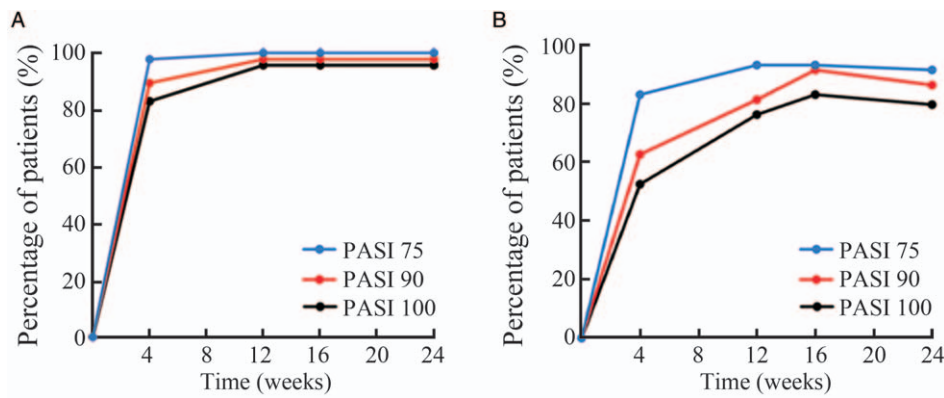 A
Percentage of patients (%)
100
80
60
40
20
0
4 8 12 16 20 24
Time (weeks)
PASI 75
PASI 90
PASI 100
B
Percentage of patients (%)
100
80
60
40
20
0
4 8 12 16 20 24
Time (weeks)
PASI 75
PASI 90
PASI 100